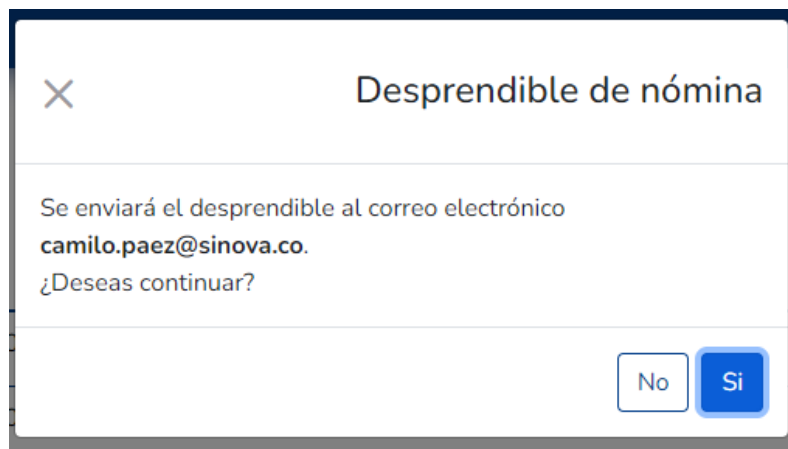 Desprendible de nómina
Se enviará el desprendible al correo electrónico
camilo.paez@sinova.co.
¿Deseas continuar?
No
Si